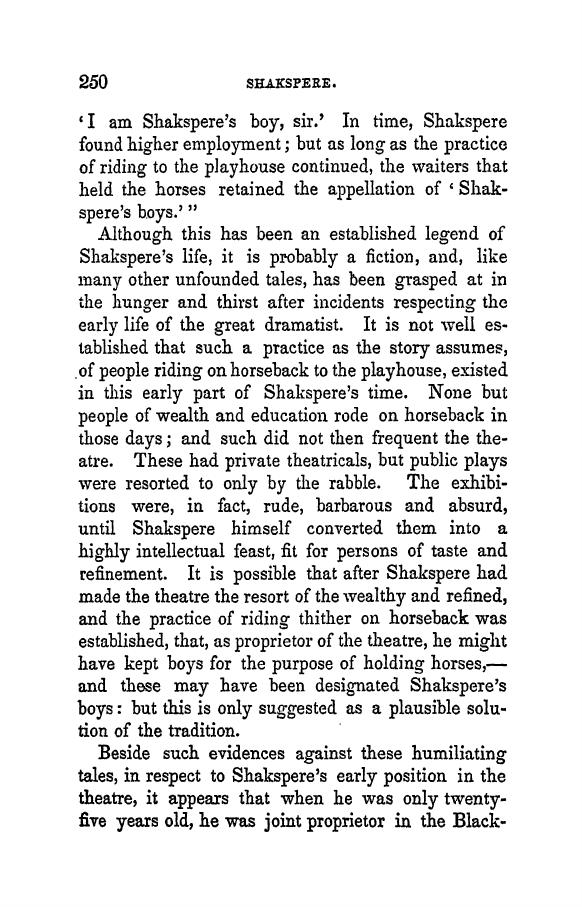 250 SHAKSPERE.
‘I am Shakspere’s boy, sir.’ In time, Shakspere
found higher employment; but as long as the practice
of riding to the playhouse continued, the waiters that
held the horses retained the appellation of ‘Shak-
spere’s boys.’ ”
Although this has been an established legend of
Shakspere’s life, it is probably a fiction, and, like
many other unfounded tales, has been grasped at in
the hunger and thirst after incidents respecting the
early life of the great dramatist. It is not well es-
tablished that such a practice as the story assumes,
of people riding on horseback to the playhouse, existed
in this early part of Shakspere’s time. None but
people of wealth and education rode on horseback in
those days; and such did not then frequent the the-
atre. These had private theatricals, but public plays
were resorted to only by the rabble. The exhibi-
tions were, in fact, rude, barbarous and absurd,
until Shakspere himself converted them into a
highly intellectual feast, fit for persons of taste and
refinement. It is possible that after Shakspere had
made the theatre the resort of the wealthy and refined,
and the practice of riding thither on horseback was
established, that, as proprietor of the theatre, he might
have kept boys for the purpose of holding horses,—
and these may have been designated Shakspere’s
boys: but this is only suggested as a plausible solu-
tion of the tradition.
Beside such evidences against these humiliating
tales, in respect to Shakspere’s early position in the
theatre, it appears that when he was only twenty-
five years old, he was joint proprietor in the Black-